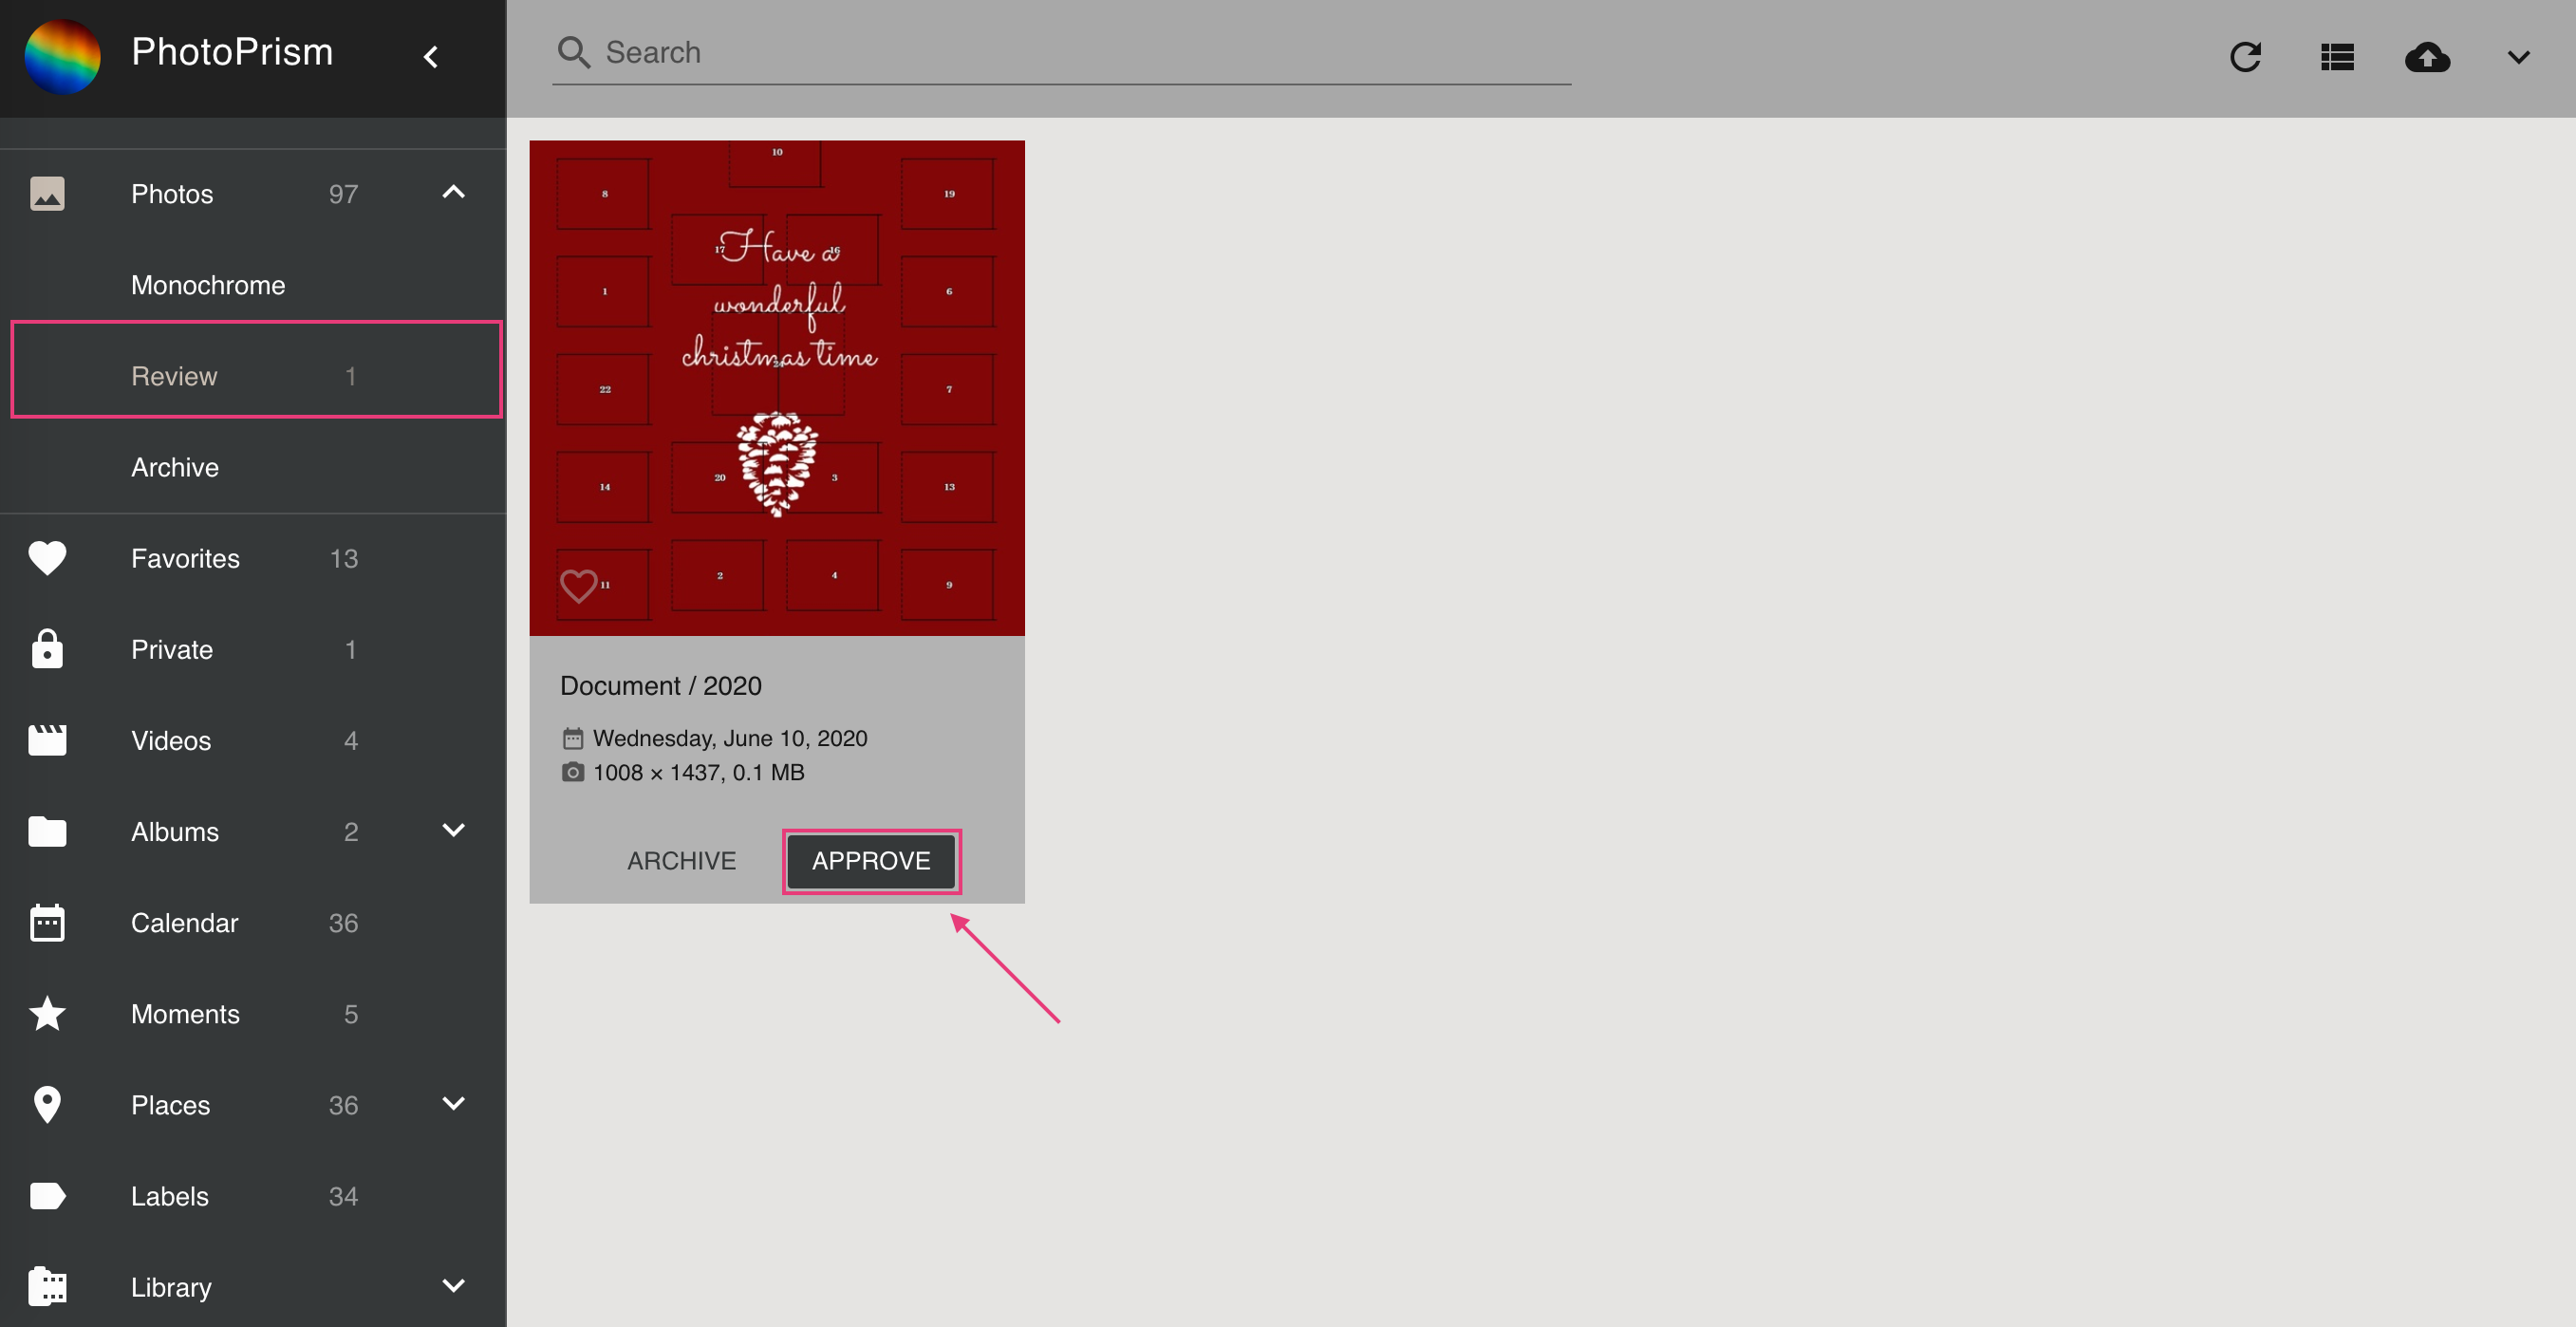 PhotoPrism
Search
Photos 97
Monochrome
Review 1
Archive
Favorites 13
Private 1
Videos 4
Albums 2
Calendar 36
Moments 5
Places 36
Labels 34
Library
10
8 19
17 16
Have a
1 6
wonderful
christmas time
24
22 7
20 3
14 13
2 4
11 9
Document / 2020
Wednesday, June 10, 2020
1008 × 1437, 0.1 MB
ARCHIVE APPROVE